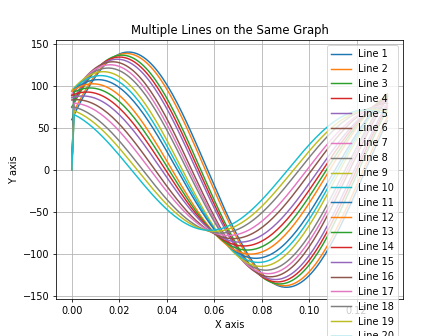 Multiple Lines on the Same Graph
Y axis
150
100
50
0
−50
−100
−150
0.00
0.02
0.04
0.06
0.08
0.10
X axis
Line 1
Line 2
Line 3
Line 4
Line 5
Line 6
Line 7
Line 8
Line 9
Line 10
Line 11
Line 12
Line 13
Line 14
Line 15
Line 16
Line 17
Line 18
Line 19
Line 20